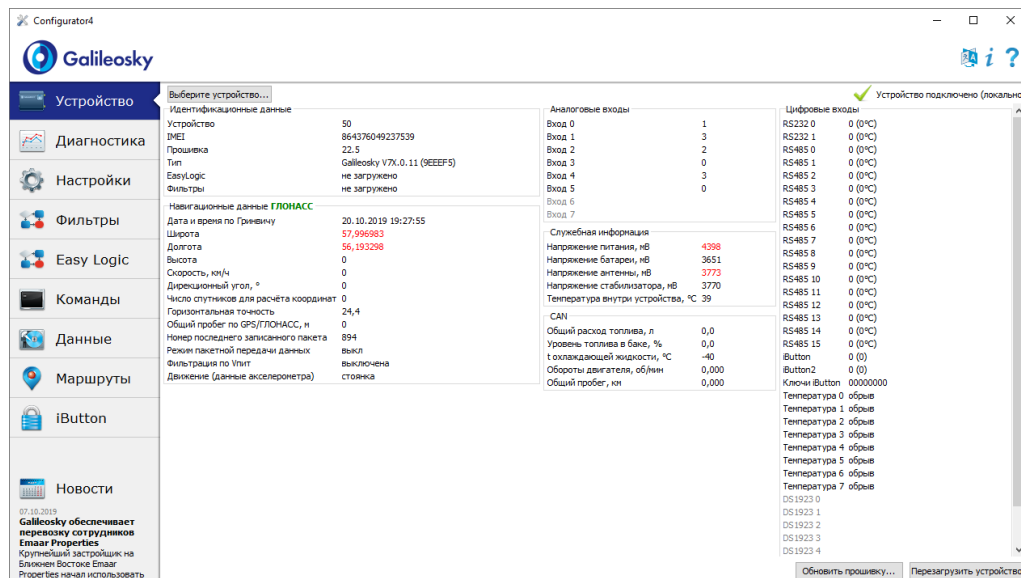 Configurator4
Galileosky
Устройство
Диагностика
Настройки
Фильтры
Easy Logic
Команды
Данные
Маршруты
iButton
Новости
07.10.2019
Galileosky обеспечивает
перевозку сотрудников
Emaar Properties
Крупнейший застройщик на
Ближнем Востоке Emaar
Properties начал использовать
Выберите устройство...
Устройство подключено (локально
Идентификационные данные
Устройство 50
IMEI 864376049237539
Прошивка 22.5
Тип Galileosky V7X.0.11 (9EEEF5)
EasyLogic не загружено
Фильтры не загружено
Навигационные данные ГЛОНАСС
Дата и время по Гринвичу 20.10.2019 19:27:55
Широта 57,996983
Долгота 56,193298
Высота 0
Скорость, км/ч 0
Дирекционный угол, ° 0
Число спутников для расчёта координат 0
Горизонтальная точность 24,4
Общий пробег по GPS/ГЛОНАСС, м 0
Номер последнего записанного пакета 894
Режим пакетной передачи данных выкл
Фильтрация по Vпит выключена
Движение (данные акселерометра) стоянка
Аналоговые входы
Вход 0 1
Вход 1 3
Вход 2 2
Вход 3 0
Вход 4 3
Вход 5 0
Вход 6
Вход 7
Служебная информация
Напряжение питания, мВ 4398
Напряжение батареи, мВ 3651
Напряжение антенны, мВ 3773
Напряжение стабилизатора, мВ 3770
Температура внутри устройства, °C 39
CAN
Общий расход топлива, л 0,0
Уровень топлива в баке, % 0,0
t охлаждающей жидкости, °C -40
Обороты двигателя, об/мин 0,000
Общий пробег, км 0,000
Цифровые входы
RS232 0 0 (0°C)
RS232 1 0 (0°C)
RS485 0 0 (0°C)
RS485 1 0 (0°C)
RS485 2 0 (0°C)
RS485 3 0 (0°C)
RS485 4 0 (0°C)
RS485 5 0 (0°C)
RS485 6 0 (0°C)
RS485 7 0 (0°C)
RS485 8 0 (0°C)
RS485 9 0 (0°C)
RS485 10 0 (0°C)
RS485 11 0 (0°C)
RS485 12 0 (0°C)
RS485 13 0 (0°C)
RS485 14 0 (0°C)
RS485 15 0 (0°C)
iButton 0 (0)
iButton2 0 (0)
Ключи iButton 00000000
Температура 0 обрыв
Температура 1 обрыв
Температура 2 обрыв
Температура 3 обрыв
Температура 4 обрыв
Температура 5 обрыв
Температура 6 обрыв
Температура 7 обрыв
DS1923 0
DS1923 1
DS1923 2
DS1923 3
DS1923 4
Обновить прошивку...
Перезагрузить устройство